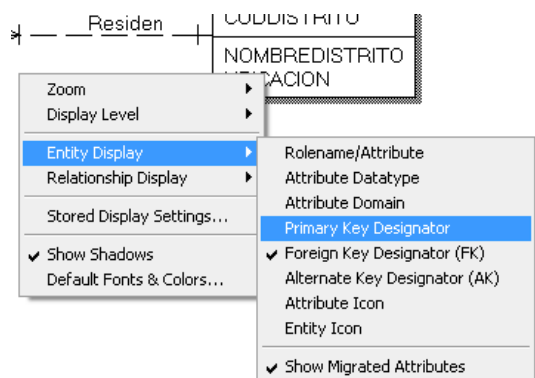 Residen
CODDISTRITO
NOMBREDISTRITO
UBICACION
Zoom
Display Level
Entity Display
Relationship Display
Stored Display Settings...
Show Shadows
Default Fonts & Colors...
Rolename/Attribute
Attribute Datatype
Attribute Domain
Primary Key Designator
Foreign Key Designator (FK)
Alternate Key Designator (AK)
Attribute Icon
Entity Icon
Show Migrated Attributes